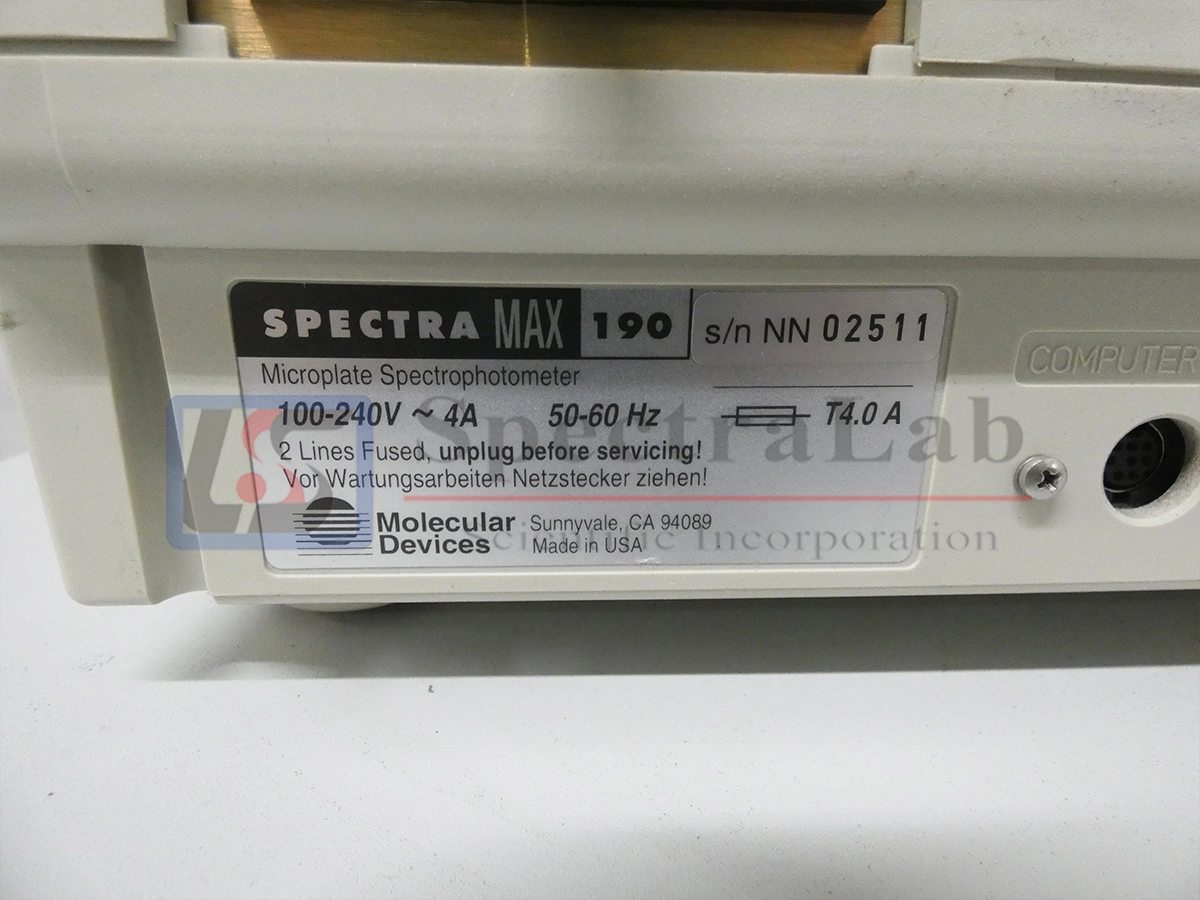 SPECTRA MAX 190 s/n NN 02511
COMPUTER
Microplate Spectrophotometer
100-240V ~ 4A 50-60 Hz T4.0 A
2 Lines Fused, unplug before servicing!
Vor Wartungsarbeiten Netzstecker ziehen!
Molecular Devices
Sunnyvale, CA 94089
Made in USA
LS
SpectraLab
Scientific Incorporation